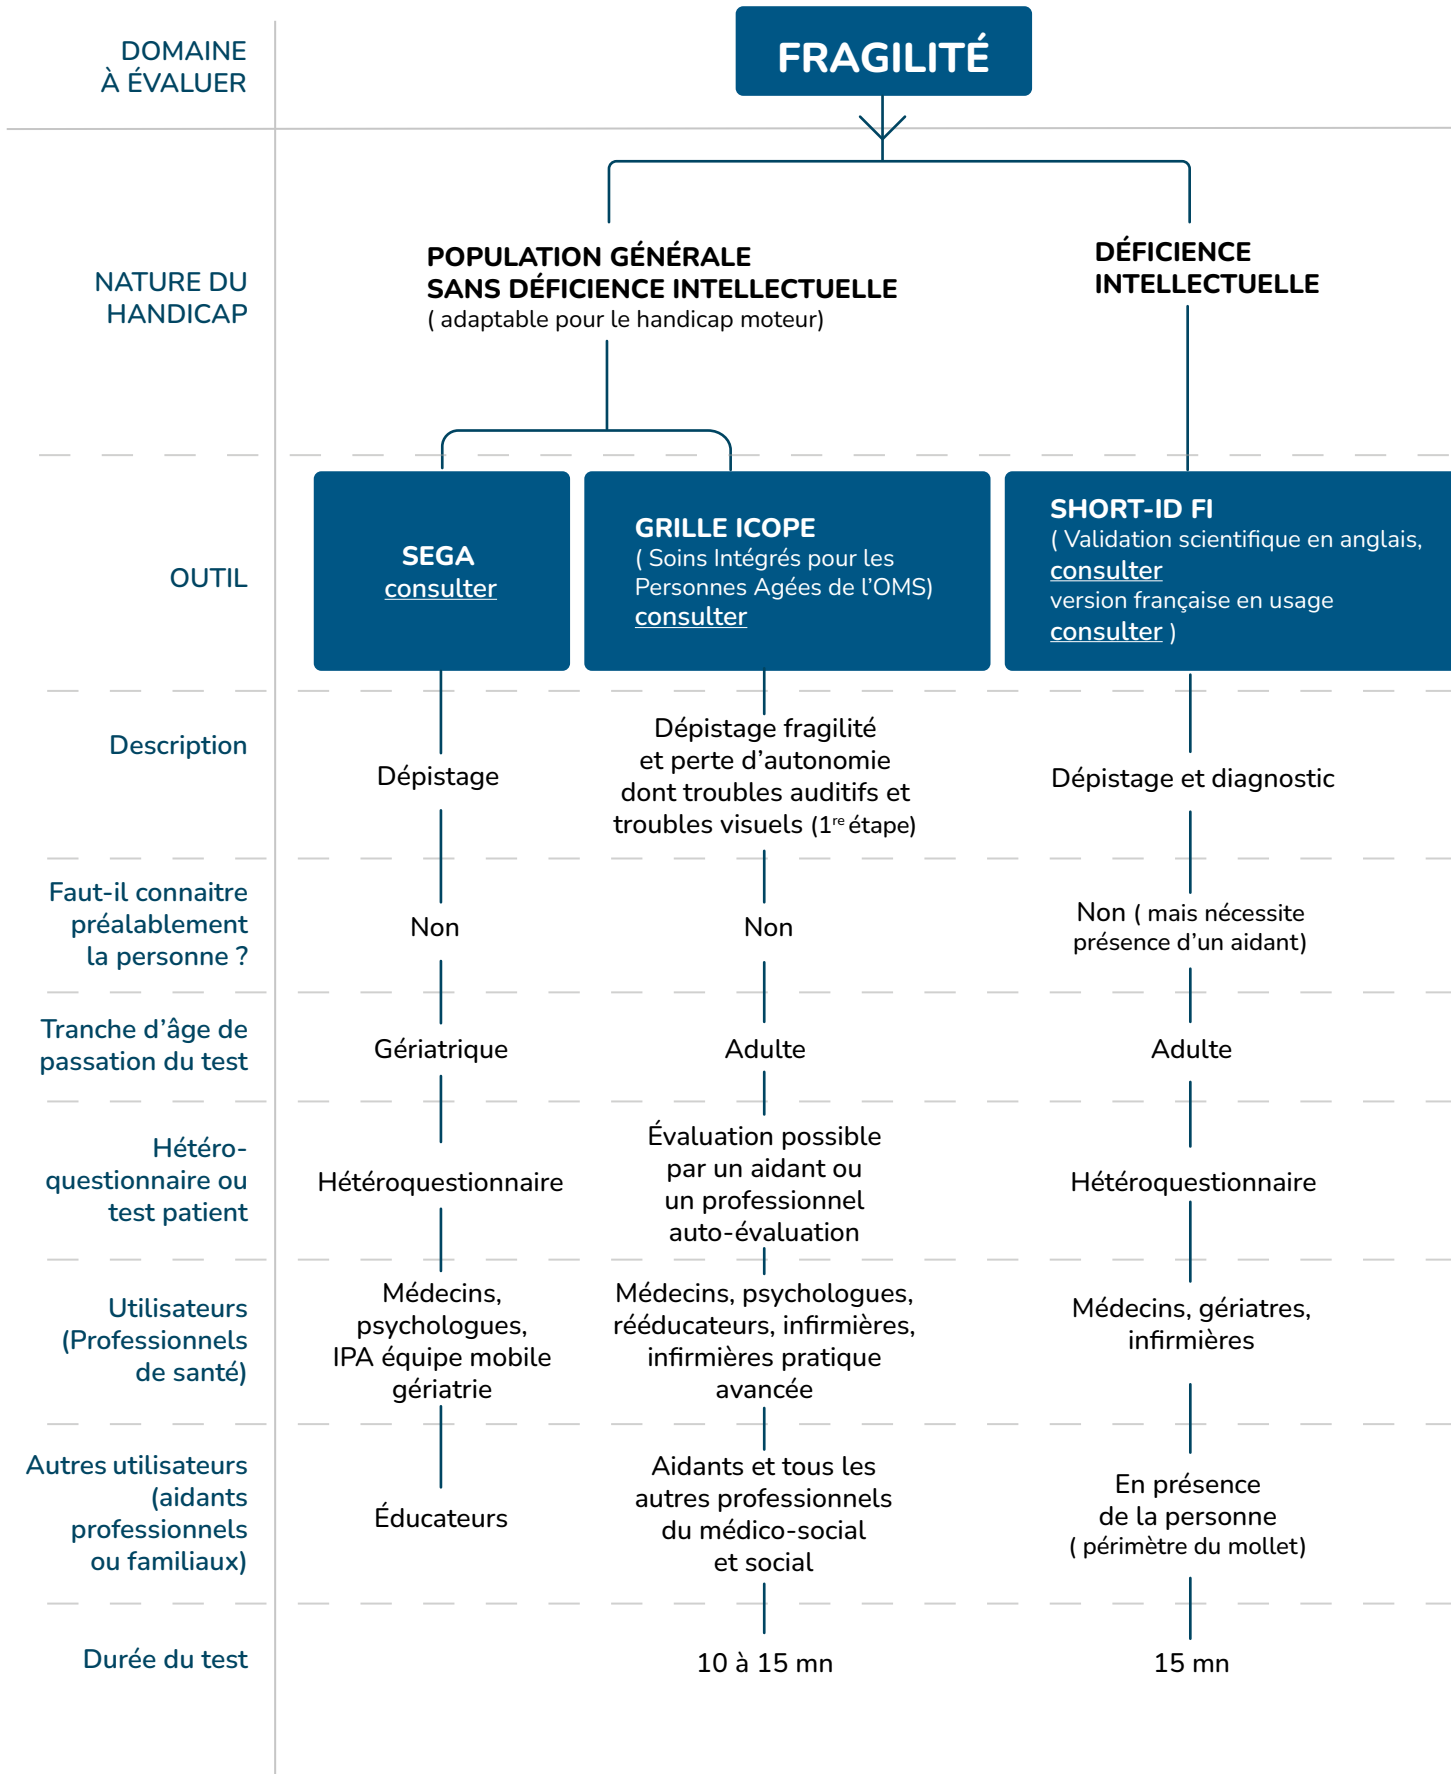 DOMAINE
À ÉVALUER
FRAGILITÉ
NATURE DU
HANDICAP
POPULATION GÉNÉRALE
SANS DÉFICIENCE INTELLECTUELLE
( adaptable pour le handicap moteur)
DÉFICIENCE
INTELLECTUELLE
OUTIL
SEGA
consulter
GRILLE ICOPE
( Soins Intégrés pour les
Personnes Agées de l'OMS)
consulter
SHORT-ID FI
( Validation scientifique en anglais,
consulter
version française en usage
consulter )
Description
Dépistage
Dépistage fragilité
et perte d'autonomie
dont troubles auditifs et
troubles visuels (1re étape)
Dépistage et diagnostic
Faut-il connaitre
préalablement
la personne ?
Non
Non
Non ( mais nécessite
présence d'un aidant)
Tranche d'âge de
passation du test
Gériatrique
Adulte
Adulte
Hétéro-
questionnaire ou
test patient
Hétéroquestionnaire
Évaluation possible
par un aidant ou
un professionnel
auto-évaluation
Hétéroquestionnaire
Utilisateurs
(Professionnels
de santé)
Médecins,
psychologues,
IPA équipe mobile
gériatrie
Médecins, psychologues,
rééducateurs, infirmières,
infirmières pratique
avancée
Médecins, gériatres,
infirmières
Autres utilisateurs
(aidants
professionnels
ou familiaux)
Éducateurs
Aidants et tous les
autres professionnels
du médico-social
et social
En présence
de la personne
( périmètre du mollet)
Durée du test
10 à 15 mn
15 mn